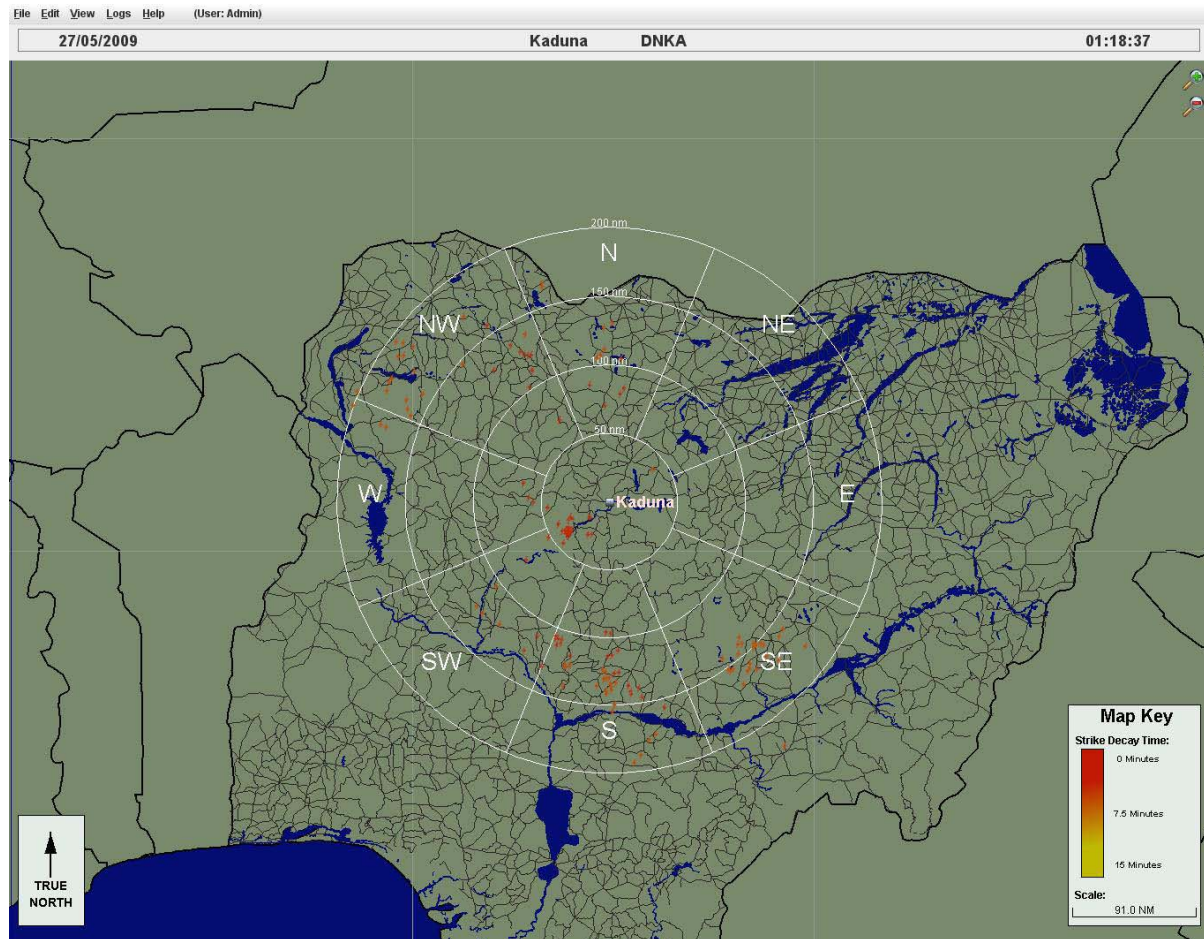 File Edit View Logs Help (User: Admin)
27/05/2009 Kaduna DNKA 01:18:37
200 nm
N
150 nm
NW
NE
100 nm
50 nm
W
Kaduna
E
SW
SE
S
Map Key
Strike Decay Time:
0 Minutes
7.5 Minutes
15 Minutes
Scale:
91.0 NM
TRUE
NORTH